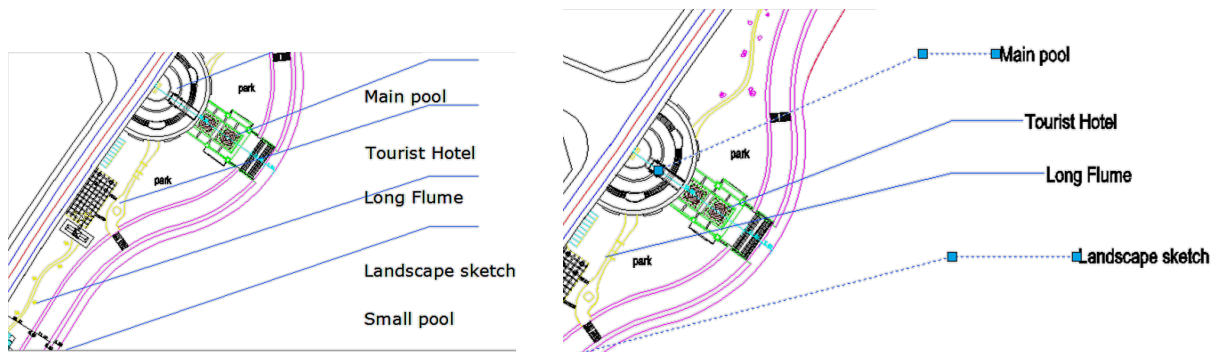 park
Main pool
Tourist Hotel
park
Long Flume
Landscape sketch
Small pool
Main pool
Tourist Hotel
park
Long Flume
Landscape sketch
park